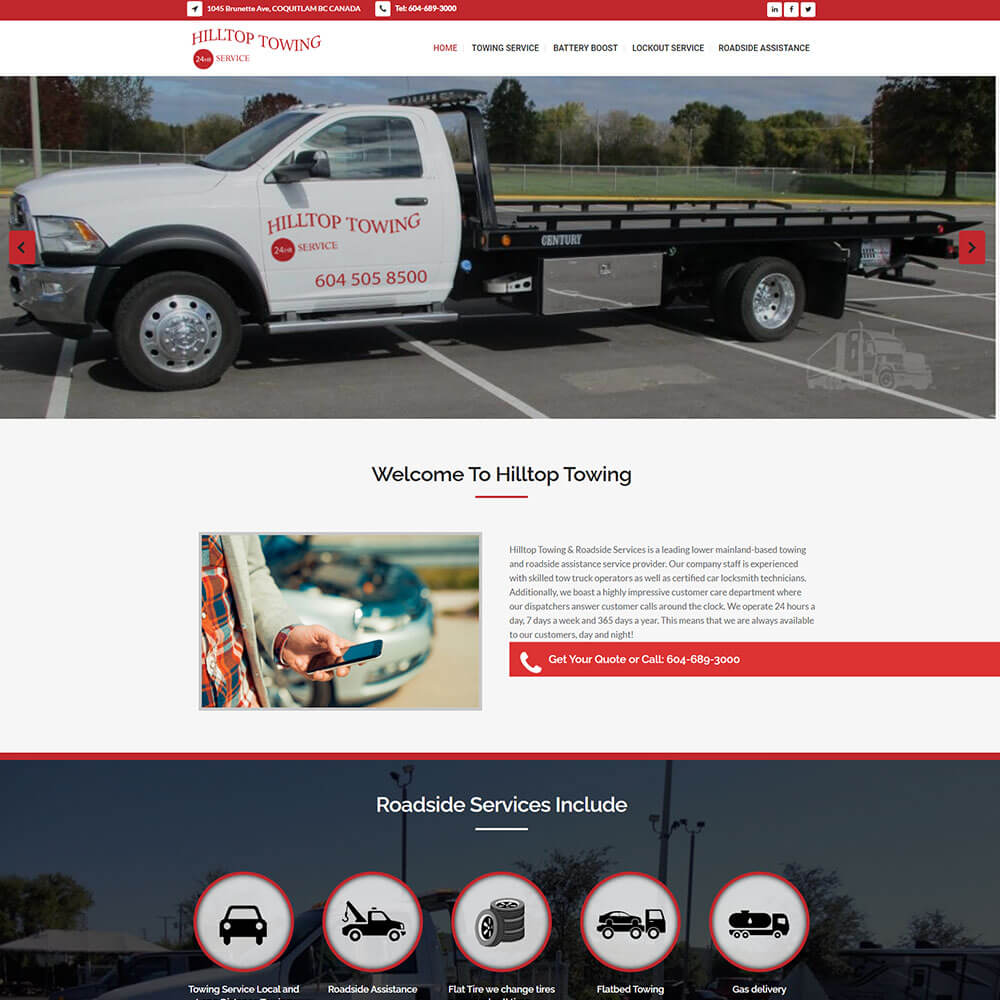 1045 Brunette Ave, COQUITLAM BC CANADA
Tel: 604-689-3000
HILLTOP TOWING
24HR SERVICE
HOME
TOWING SERVICE
BATTERY BOOST
LOCKOUT SERVICE
ROADSIDE ASSISTANCE
HILLTOP TOWING
24HR SERVICE
604 505 8500
CENTURY
Welcome To Hilltop Towing
Hilltop Towing & Roadside Services is a leading lower mainland-based towing
and roadside assistance service provider. Our company staff is experienced
with skilled tow truck operators as well as certified car locksmith technicians.
Additionally, we boast a highly impressive customer care department where
our dispatchers answer customer calls around the clock. We operate 24 hours a
day, 7 days a week and 365 days a year. This means that we are always available
to our customers, day and night!
Get Your Quote or Call: 604-689-3000
Roadside Services Include
Towing Service Local and
Roadside Assistance
Flat Tire we change tires
Flatbed Towing
Gas delivery